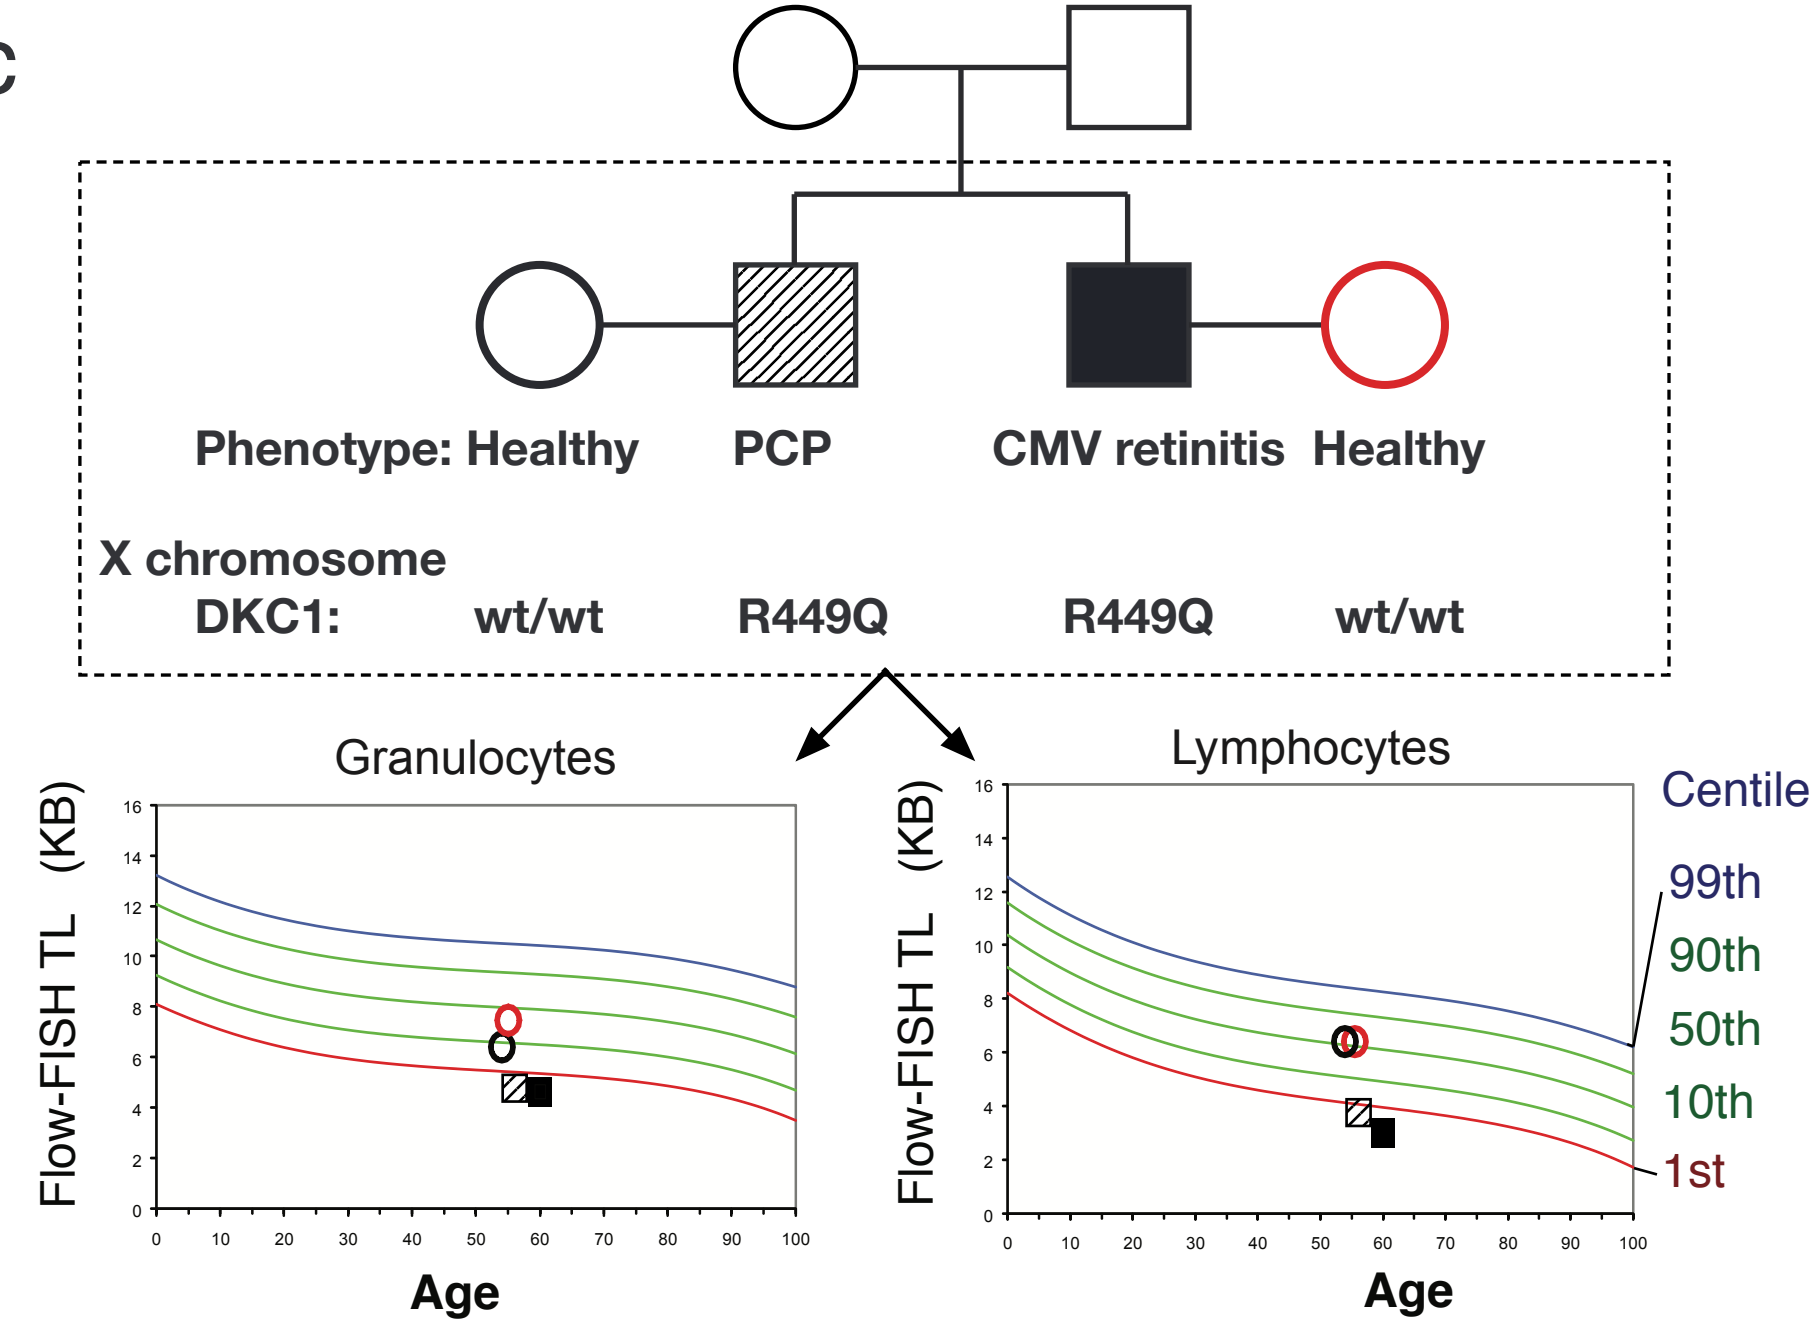 C
Phenotype: Healthy PCP CMV retinitis Healthy
X chromosome
DKC1: wt/wt R449Q R449Q wt/wt
Granulocytes
Flow-FISH TL (KB)
16
14
12
10
8
6
4
2
0
0 10 20 30 40 50 60 70 80 90 100
Age
Lymphocytes
Flow-FISH TL (KB)
16
14
12
10
8
6
4
2
0
0 10 20 30 40 50 60 70 80 90 100
Age
Centile
99th
90th
50th
10th
1st